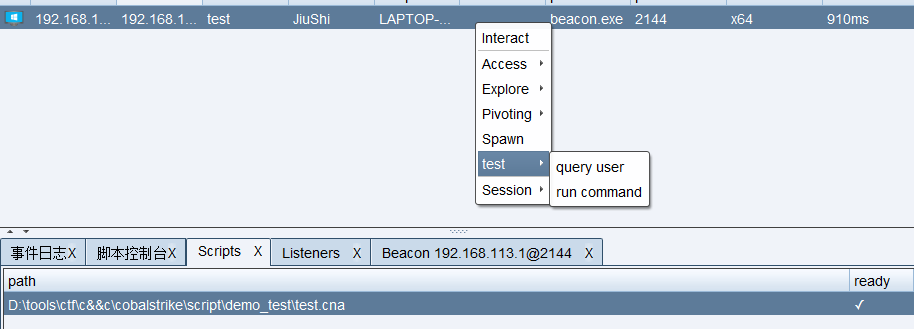 192.168.1... 192.168.1... test JiuShi LAPTOP-... beacon.exe 2144 x64 910ms
Interact
Access
Explore
Pivoting
Spawn
test
query user
run command
Session
事件日志X 脚本控制台X Scripts X Listeners X Beacon 192.168.113.1@2144 X
path ready
D:\tools\ctf\c&&c\cobalstrike\script\demo_test\test.cna ✓